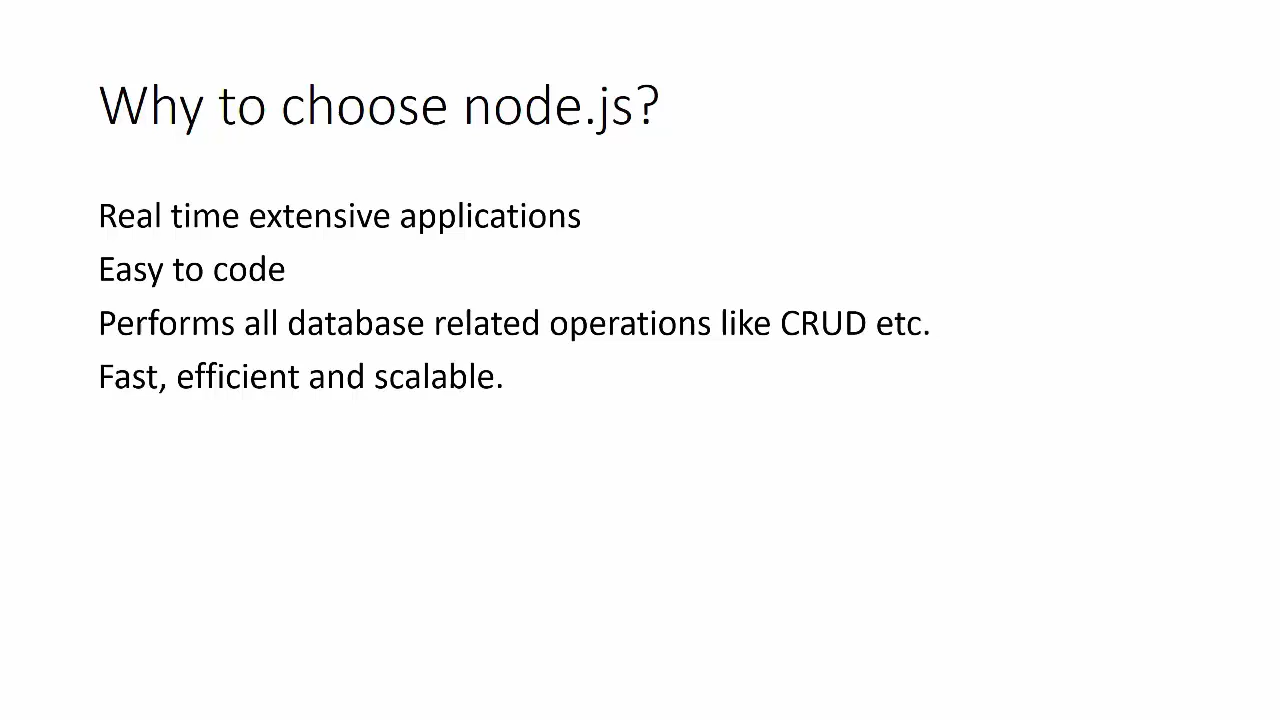 Why to choose node.js?
Real time extensive applications
Easy to code
Performs all database related operations like CRUD etc.
Fast, efficient and scalable.